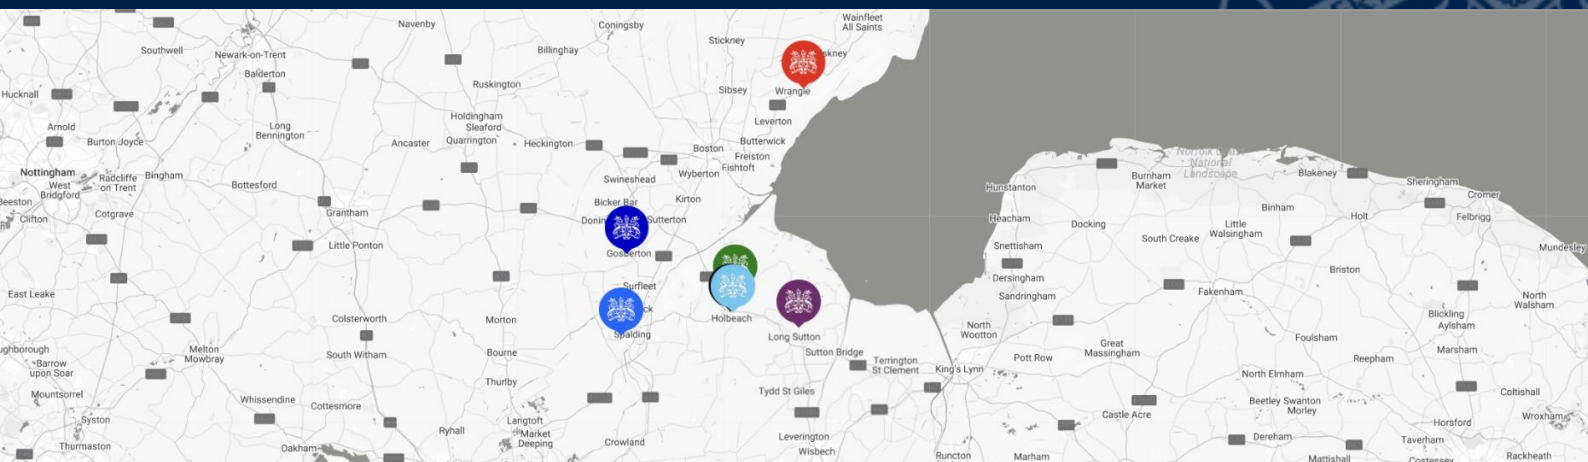 Navenby
Coningsby
Wainfleet
All Saints
Southwell
Newark-on-Trent
Balderton
Billinghay
Stickney
Hucknall
Ruskington
Sibsey
Wrangle
Arnold
Burton Joyce
Long
Bennington
Holdingham
Sleaford
Quarrington
Ancaster
Heckington
Leverton
Butterwick
Boston
Freiston
Fishtoft
Wyberton
Nottingham
West
Bridgford
Radcliffe
on Trent
Bingham
Bottesford
Swineshead
Bicker Bar
Kirton
Sutterton
Clifton
Cotgrave
Grantham
Little Ponton
Gosberton
Surfleet
East Leake
Colsterworth
Morton
Spalding
Holbeach
Long Sutton
Sutton Bridge
Melton
Mowbray
South Witham
Bourne
Thurlby
Barrow
upon Soar
Mountsorrel
Syston
Thurmaston
Whissendine
Cottesmore
Oakham
Ryhall
Langtoft
Market
Deeping
Crowland
Tydd St Giles
Leverington
Wisbech
Terrington
St Clement
King's Lynn
North
Wootton
Hunstanton
Heacham
Snettisham
Dersingham
Sandringham
Docking
Burnham
Market
National
Landscape
South Creake
Little
Walsingham
Binham
Blakeney
Holt
Sheringham
Cromer
Felbrigg
Mundesley
Briston
Fakenham
North
Walsham
Blickling
Aylsham
Pott Row
Great
Massingham
Foulsham
Marsham
Reepham
North Elmham
Coltishall
Castle Acre
Beetley
Swanton
Morley
Horsford
Wroxham
Dereham
Taverham
Runcton
Marham
Mattishall
Costessey
Rackheath